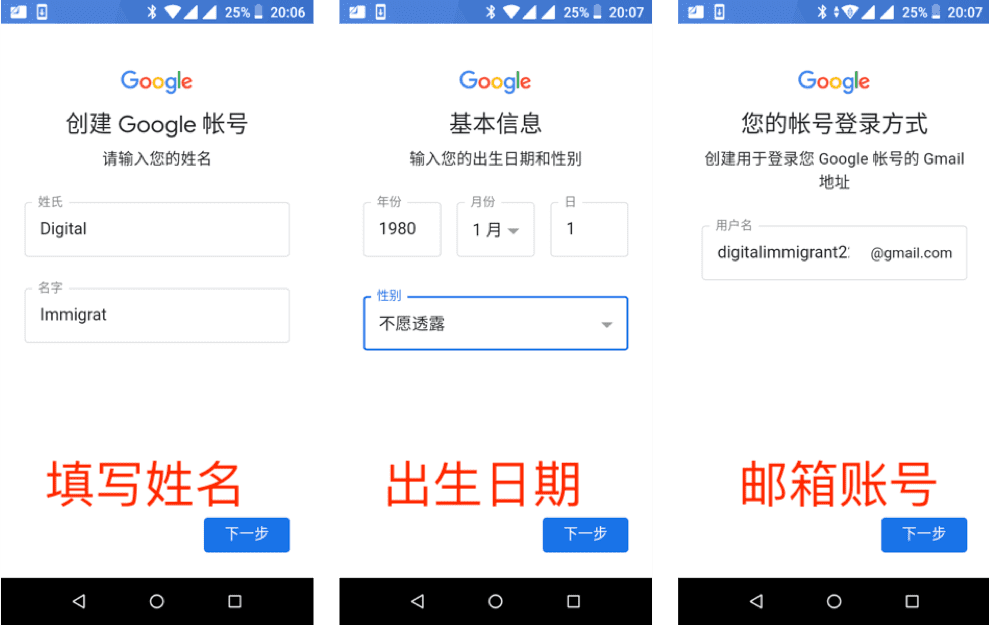 25% 20:06
Google
创建 Google 帐号
请输入您的姓名
姓氏
Digital
名字
Immigrat
填写姓名
下一步
25% 20:07
Google
基本信息
输入您的出生日期和性别
年份
1980
月份
1 月
日
1
性别
不愿透露
出生日期
下一步
25% 20:07
Google
您的帐号登录方式
创建用于登录您 Google 帐号的 Gmail
地址
用户名
digitalimmigrant2 @gmail.com
邮箱账号
下一步